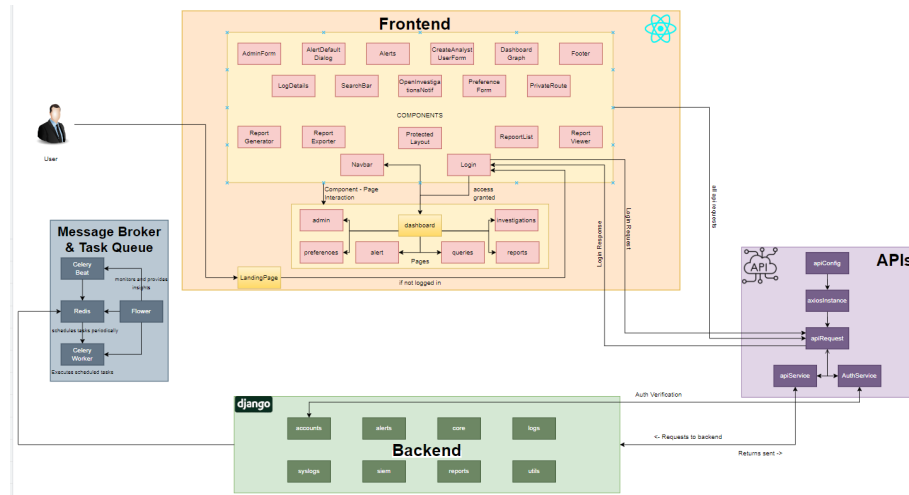 Frontend
AdminForm
AlertDefault
Dialog
Alerts
CreateAnalyst
UserForm
Dashboard
Graph
Footer
LogDetails
SearchBar
OpenInvestiga
tionsNotif
Preference
Form
PrivateRoute
COMPONENTS
Report
Generator
Report
Exporter
Protected
Layout
RepoortList
Report
Viewer
Navbar
Login
User
Component - Page
Interaction
access
granted
admin
dashboard
investigations
preferences
alert
queries
reports
Pages
LandingPage
if not logged in
Login Response
Login Request
all api requests
Message Broker
& Task Queue
Celery
Beat
monitors and provides
insights
Redis
Flower
schedules tasks periodically
Celery
Worker
Executes scheduled tasks
API
APIs
apiConfig
axiosInstance
apiRequest
apiService
AuthService
Auth Verification
django
accounts
alerts
core
logs
Backend
<- Requests to backend
Returns sent ->
syslogs
siem
reports
utils